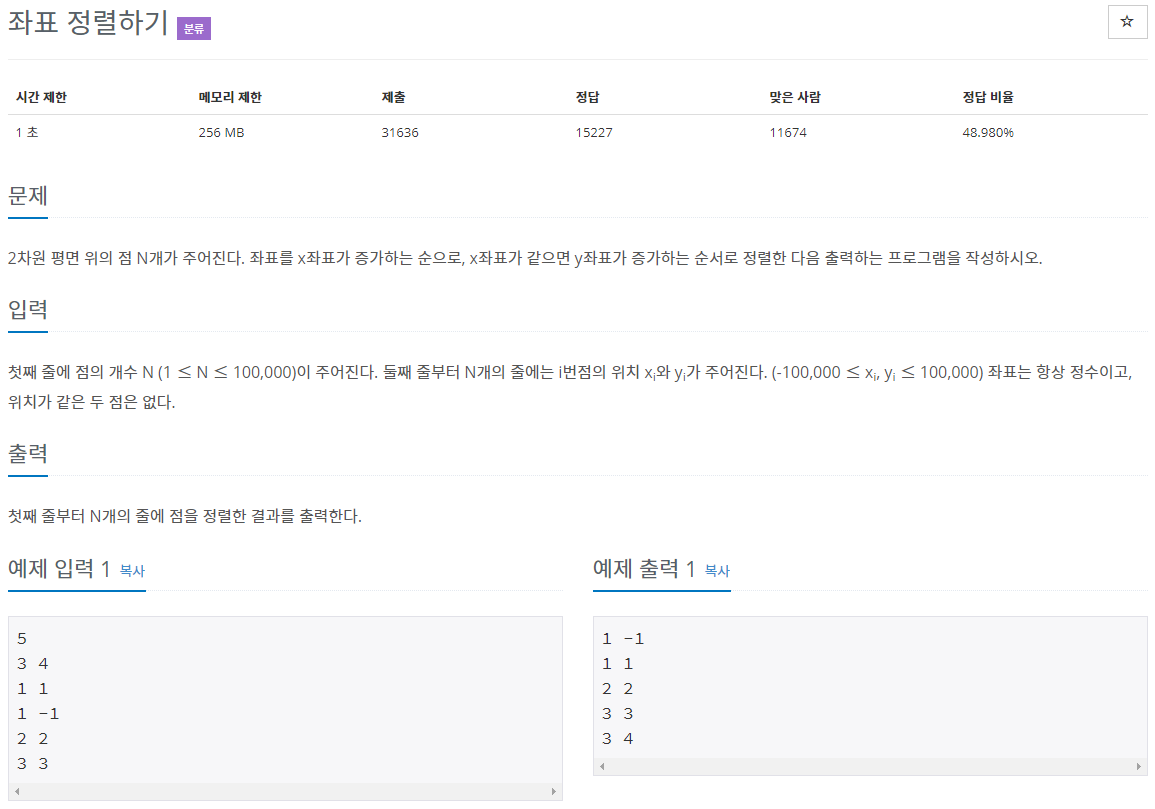 좌표 정렬하기 분류
☆
시간 제한 메모리 제한 제출 정답 맞은 사람 정답 비율
1 초 256 MB 31636 15227 11674 48.980%
문제
2차원 평면 위의 점 N개가 주어진다. 좌표를 x좌표가 증가하는 순으로, x좌표가 같으면 y좌표가 증가하는 순서로 정렬한 다음 출력하는 프로그램을 작성하시오.
입력
첫째 줄에 점의 개수 N (1 ≤ N ≤ 100,000)이 주어진다. 둘째 줄부터 N개의 줄에는 i번점의 위치 xi와 yi가 주어진다. (-100,000 ≤ xi, yi ≤ 100,000) 좌표는 항상 정수이고,
위치가 같은 두 점은 없다.
출력
첫째 줄부터 N개의 줄에 점을 정렬한 결과를 출력한다.
예제 입력 1 복사
5
3 4
1 1
1 -1
2 2
3 3
예제 출력 1 복사
1 -1
1 1
2 2
3 3
3 4